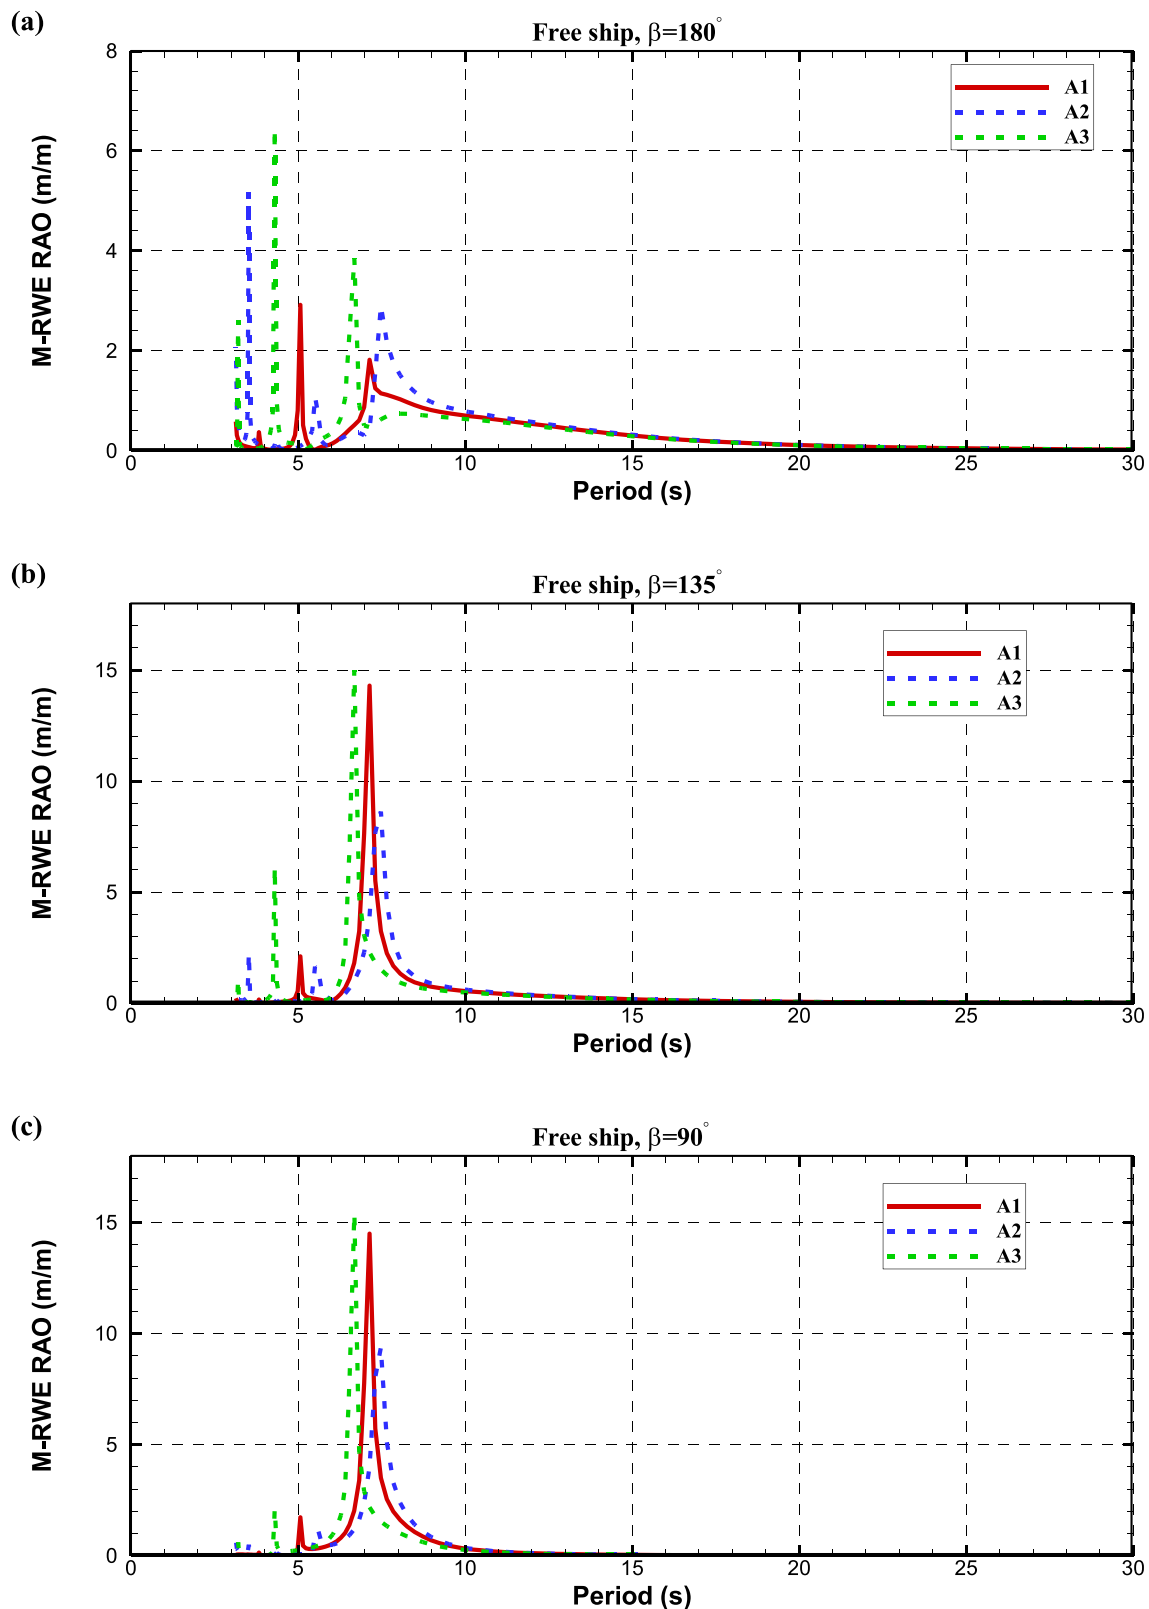 (a)
Free ship, β=180°
8
6
4
2
0
M-RWE RAO (m/m)
A1
A2
A3
0 5 10 15 20 25 30
Period (s)
(b)
Free ship, β=135°
15
10
5
0
M-RWE RAO (m/m)
A1
A2
A3
0 5 10 15 20 25 30
Period (s)
(c)
Free ship, β=90°
15
10
5
0
M-RWE RAO (m/m)
A1
A2
A3
0 5 10 15 20 25 30
Period (s)